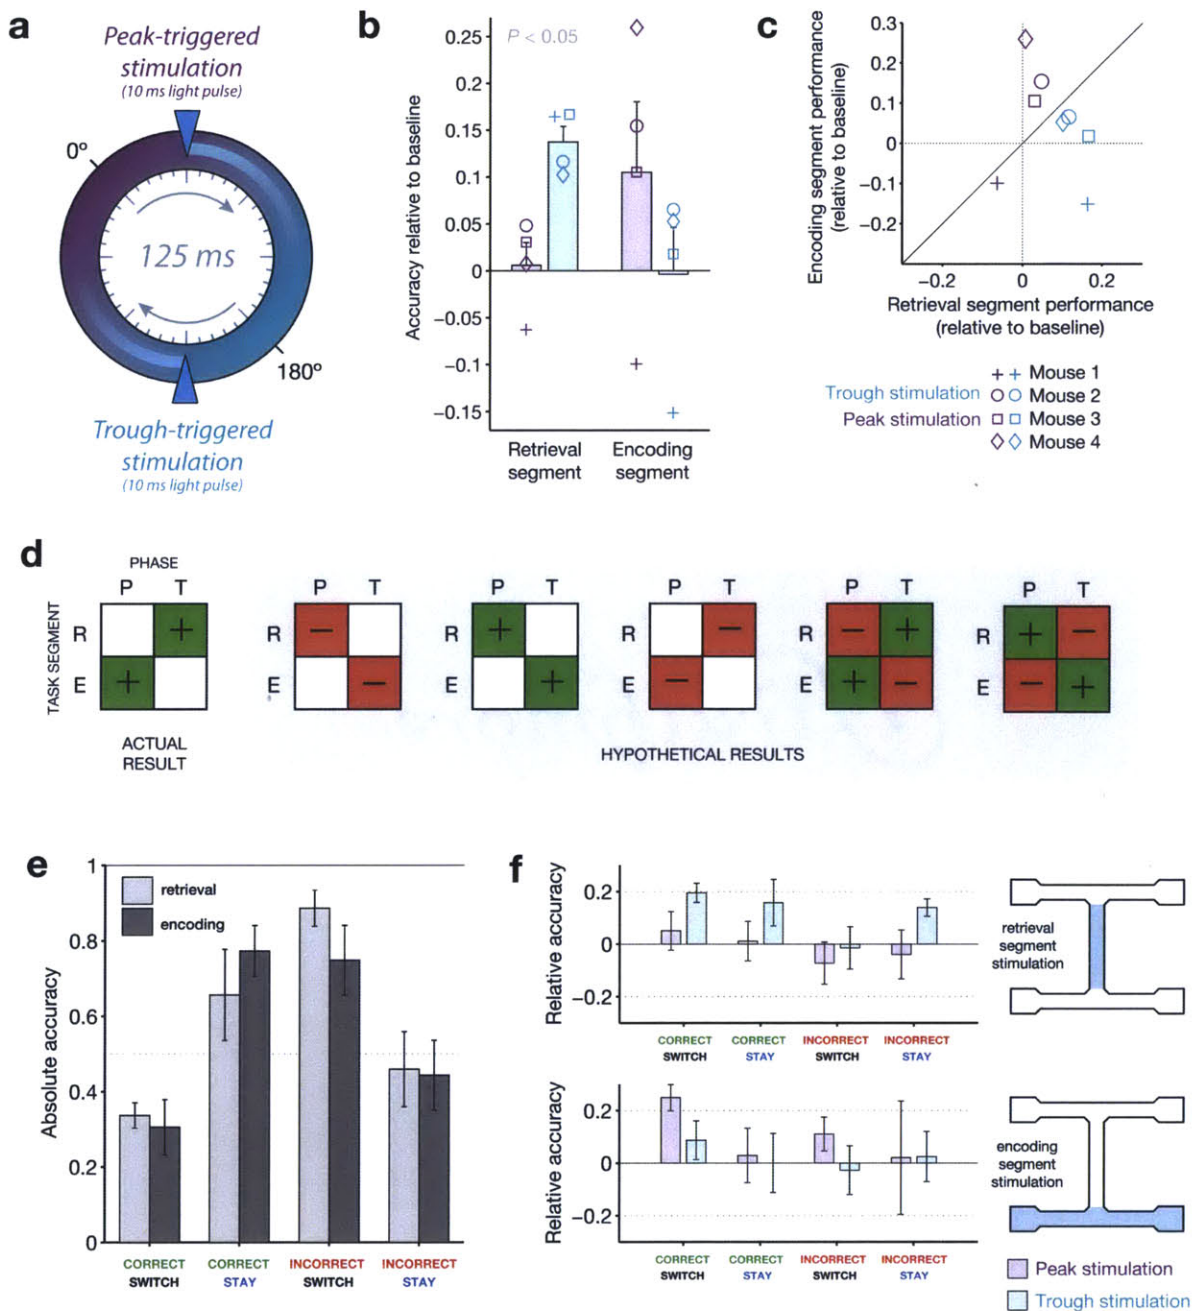 a
Peak-triggered
stimulation
(10 ms light pulse)
0º
125 ms
180º
Trough-triggered
stimulation
(10 ms light pulse)
b
P < 0.05
Accuracy relative to baseline
0.25
0.2
0.15
0.1
0.05
0
−0.05
−0.1
−0.15
Retrieval
segment
Encoding
segment
c
Encoding segment performance
(relative to baseline)
0.3
0.2
0.1
0
−0.1
−0.2
−0.2
0
0.2
Retrieval segment performance
(relative to baseline)
Trough stimulation
Peak stimulation
Mouse 1
Mouse 2
Mouse 3
Mouse 4
d
PHASE
TASK SEGMENT
P T
R +
E +
ACTUAL
RESULT
P T
R −
E −
P T
R +
E +
P T
R −
E −
P T
R − +
E + −
P T
R + −
E − +
HYPOTHETICAL RESULTS
e
Absolute accuracy
1
0.8
0.6
0.4
0.2
0
retrieval
encoding
CORRECT
SWITCH
CORRECT
STAY
INCORRECT
SWITCH
INCORRECT
STAY
f
Relative accuracy
0.2
0
−0.2
CORRECT
SWITCH
CORRECT
STAY
INCORRECT
SWITCH
INCORRECT
STAY
retrieval
segment
stimulation
Relative accuracy
0.2
0
−0.2
CORRECT
SWITCH
CORRECT
STAY
INCORRECT
SWITCH
INCORRECT
STAY
encoding
segment
stimulation
Peak stimulation
Trough stimulation